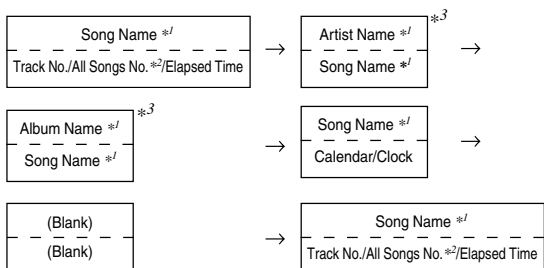 Song Name *1
Track No./All Songs No. *2/Elapsed Time
→
Artist Name *1
Song Name *1
*3
→
Album Name *1
Song Name *1
*3
→
Song Name *1
Calendar/Clock
→
(Blank)
(Blank)
→
Song Name *1
Track No./All Songs No. *2/Elapsed Time